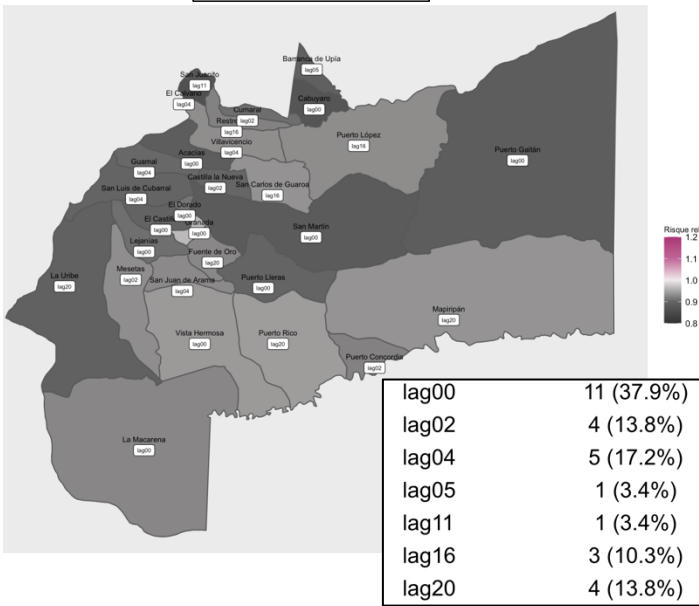 Barranca de Upía
lag05
San Juanito
lag11
El Calvario
lag04
Cabuyaro
lag00
Cumaral
lag02
Restrepo
lag16
Puerto López
lag16
Villavicencio
lag04
Puerto Gaitán
lag00
Acacías
lag00
Guamal
lag04
Castilla la Nueva
lag02
San Carlos de Guaroa
lag16
San Luis de Cubarral
lag04
El Dorado
lag00
El Castillo
lag00
Granada
lag00
San Martín
lag00
Lejanías
lag00
Fuente de Oro
lag20
Mesetas
lag02
La Uribe
lag20
San Juan de Arama
lag04
Puerto Lleras
lag00
Mapiripán
lag20
Vista Hermosa
lag00
Puerto Rico
lag20
Puerto Concordia
lag02
La Macarena
lag00
Risque rel
1.2
1.1
1.0
0.9
0.8
lag00 11 (37.9%)
lag02 4 (13.8%)
lag04 5 (17.2%)
lag05 1 (3.4%)
lag11 1 (3.4%)
lag16 3 (10.3%)
lag20 4 (13.8%)